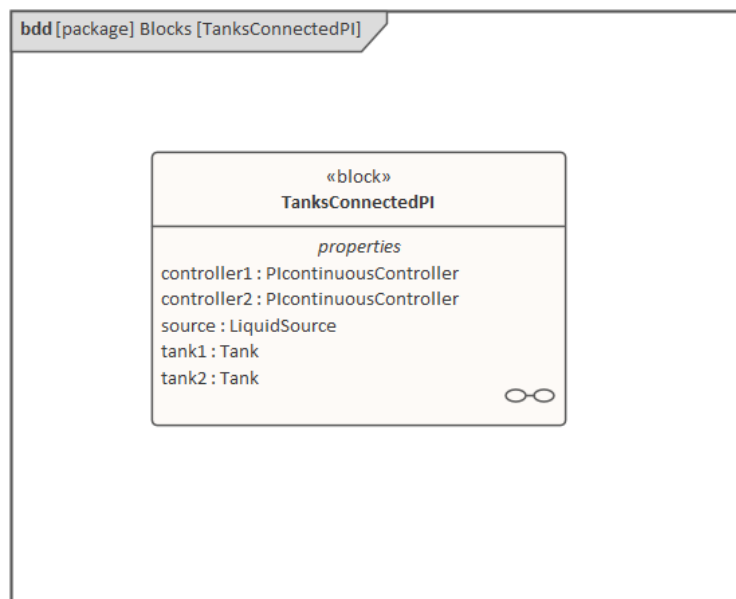 bdd [package] Blocks [TanksConnectedPI]
«block»
TanksConnectedPI
properties
controller1 : PIcontinuousController
controller2 : PIcontinuousController
source : LiquidSource
tank1 : Tank
tank2 : Tank